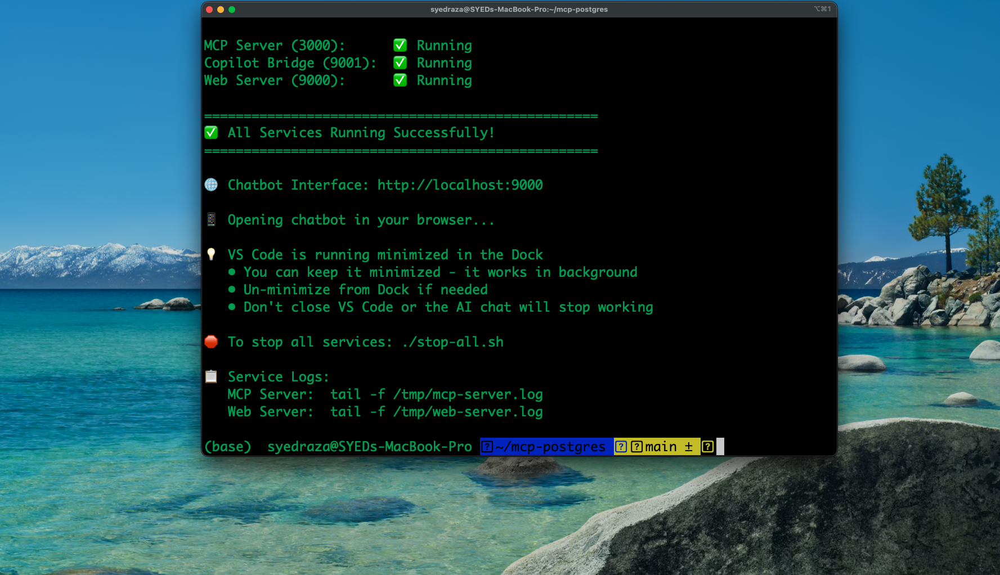 syedraza@SYEDs-MacBook-Pro:~/mcp-postgres
⌥⌘1
MCP Server (3000): ✅ Running
Copilot Bridge (9001): ✅ Running
Web Server (9000): ✅ Running
==================================================
✅ All Services Running Successfully!
==================================================
🌐 Chatbot Interface: http://localhost:9000
📱 Opening chatbot in your browser...
💡 VS Code is running minimized in the Dock
• You can keep it minimized - it works in background
• Un-minimize from Dock if needed
• Don't close VS Code or the AI chat will stop working
🛑 To stop all services: ./stop-all.sh
📋 Service Logs:
MCP Server: tail -f /tmp/mcp-server.log
Web Server: tail -f /tmp/web-server.log
(base) syedraza@SYEDs-MacBook-Pro ?~/mcp-postgres ??main ± ?